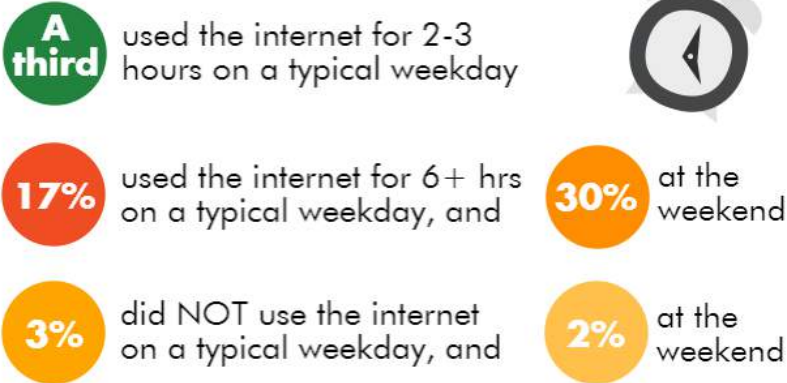 A third
used the internet for 2-3
hours on a typical weekday
17%
used the internet for 6+ hrs
on a typical weekday, and
30%
at the
weekend
3%
did NOT use the internet
on a typical weekday, and
2%
at the
weekend